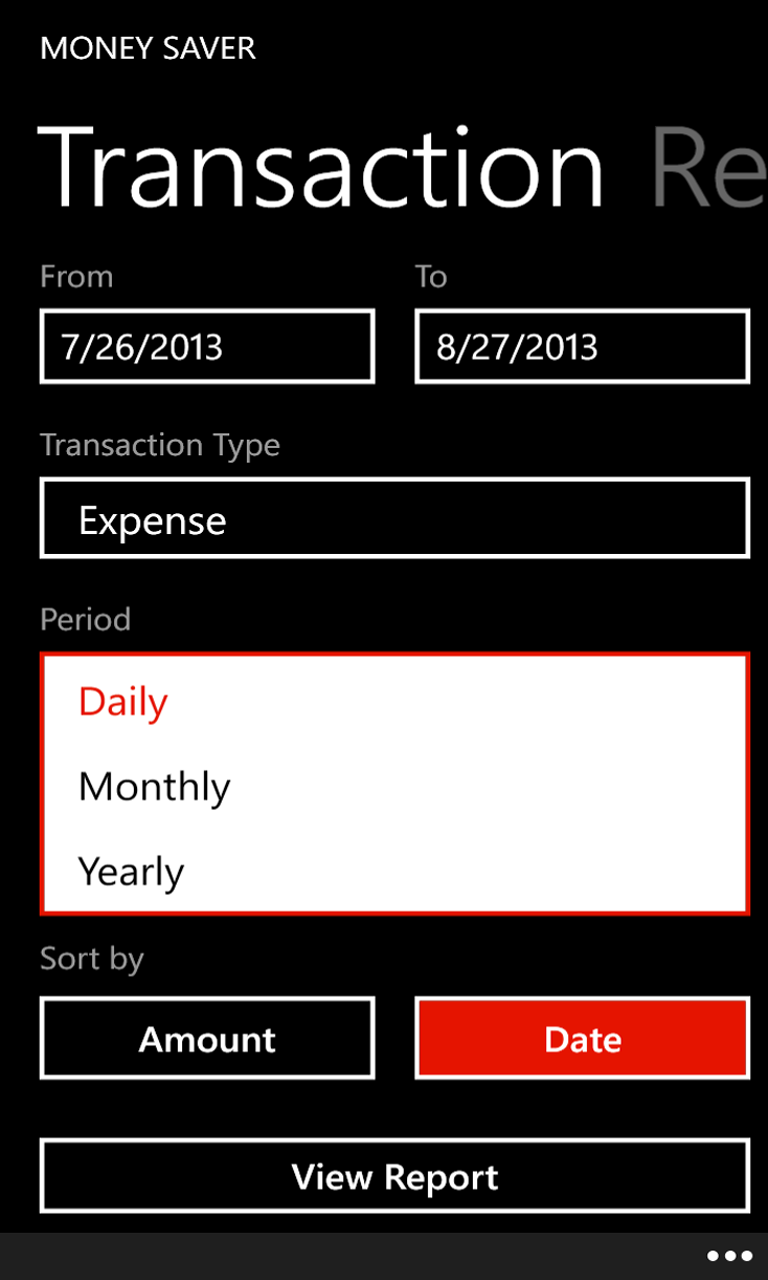 MONEY SAVER
Transaction Re
From To
7/26/2013 8/27/2013
Transaction Type
Expense
Period
Daily
Monthly
Yearly
Sort by
Amount Date
View Report